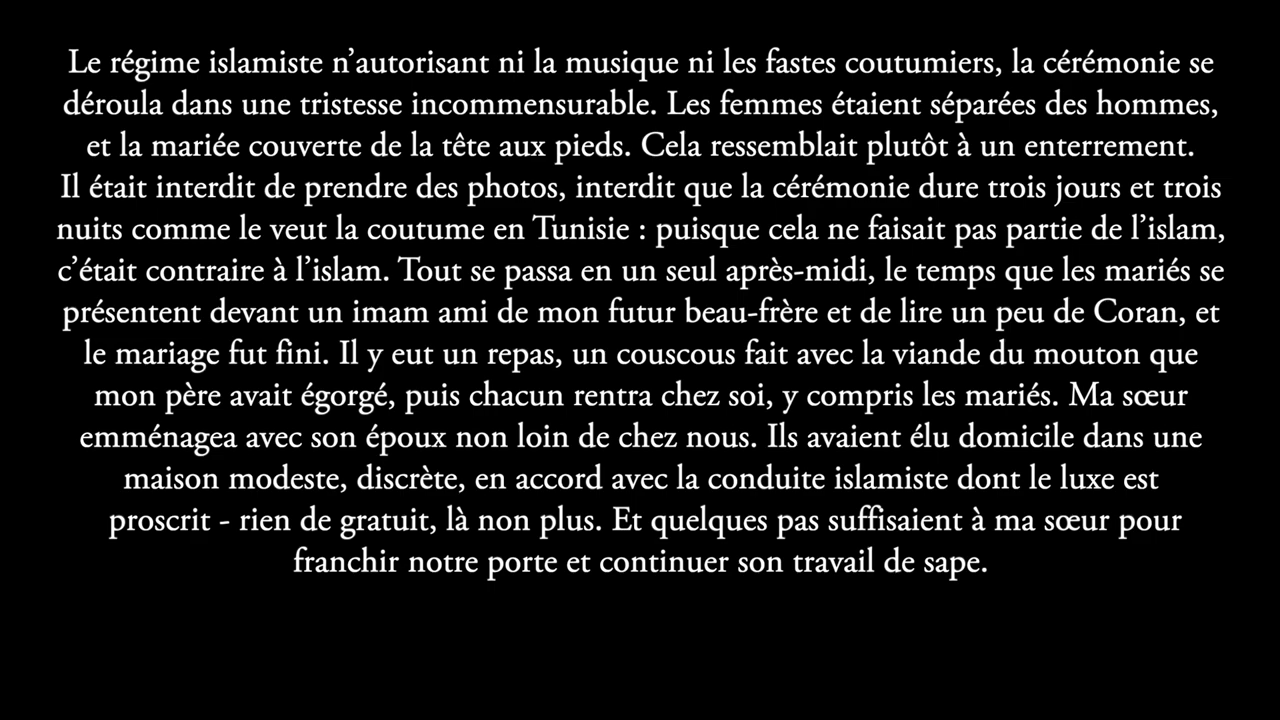 Le régime islamiste n’autorisant ni la musique ni les fastes coutumiers, la cérémonie se
déroula dans une tristesse incommensurable. Les femmes étaient séparées des hommes,
et la mariée couverte de la tête aux pieds. Cela ressemblait plutôt à un enterrement.
Il était interdit de prendre des photos, interdit que la cérémonie dure trois jours et trois
nuits comme le veut la coutume en Tunisie : puisque cela ne faisait pas partie de l’islam,
c’était contraire à l’islam. Tout se passa en un seul après-midi, le temps que les mariés se
présentent devant un imam ami de mon futur beau-frère et de lire un peu de Coran, et
le mariage fut fini. Il y eut un repas, un couscous fait avec la viande du mouton que
mon père avait égorgé, puis chacun rentra chez soi, y compris les mariés. Ma sœur
emménagea avec son époux non loin de chez nous. Ils avaient élu domicile dans une
maison modeste, discrète, en accord avec la conduite islamiste dont le luxe est
proscrit - rien de gratuit, là non plus. Et quelques pas suffisaient à ma sœur pour
franchir notre porte et continuer son travail de sape.